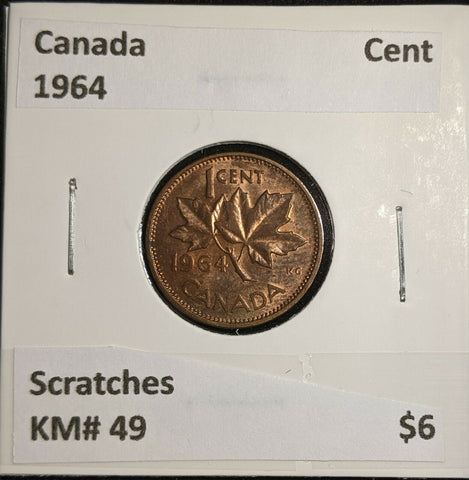 Canada Cent
1964
1 CENT
1964
KG
CANADA
Scratches
KM# 49 $6